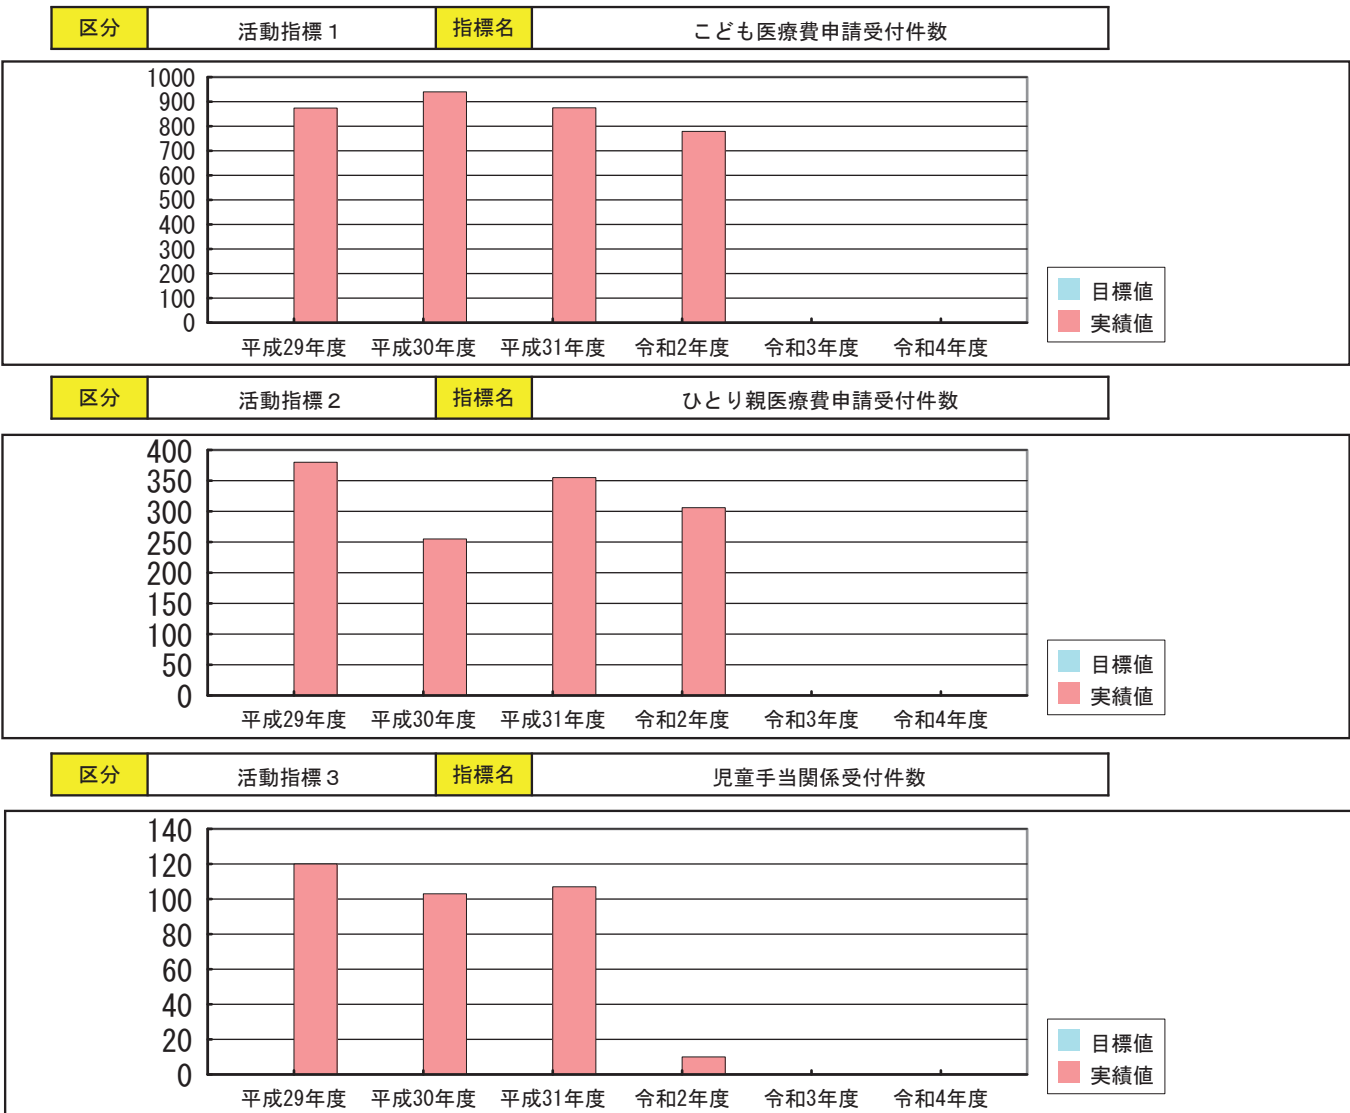 区分 活動指標１ 指標名 こども医療費申請受付件数
1000
900
800
700
600
500
400
300
200
100
0
平成29年度 平成30年度 平成31年度 令和2年度 令和3年度 令和4年度
目標値
実績値
区分 活動指標２ 指標名 ひとり親医療費申請受付件数
400
350
300
250
200
150
100
50
0
平成29年度 平成30年度 平成31年度 令和2年度 令和3年度 令和4年度
目標値
実績値
区分 活動指標３ 指標名 児童手当関係受付件数
140
120
100
80
60
40
20
0
平成29年度 平成30年度 平成31年度 令和2年度 令和3年度 令和4年度
目標値
実績値